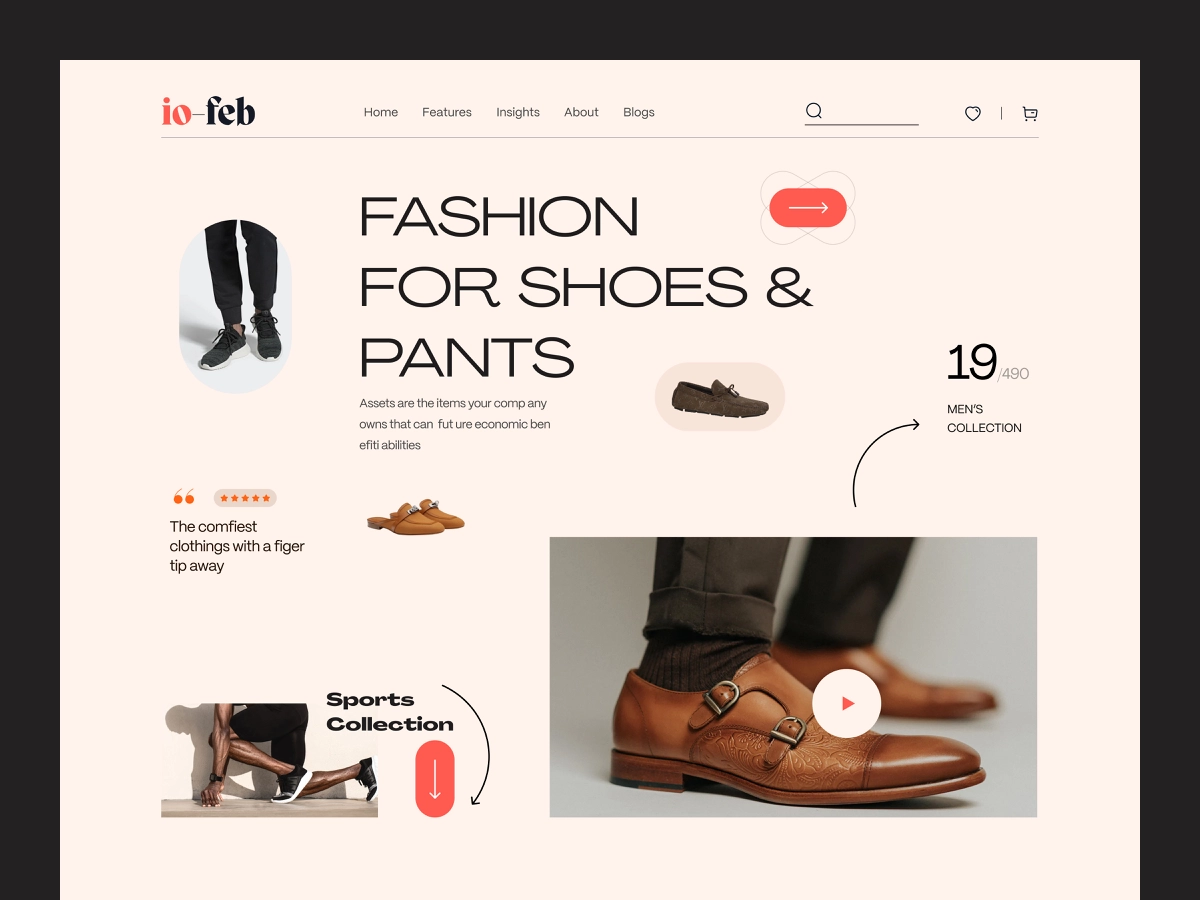 io-feb
Home Features Insights About Blogs
FASHION
FOR SHOES &
PANTS
Assets are the items your comp any
owns that can fut ure economic ben
efiti abilities
19/490
MEN'S
COLLECTION
The comfiest
clothings with a figer
tip away
Sports
Collection